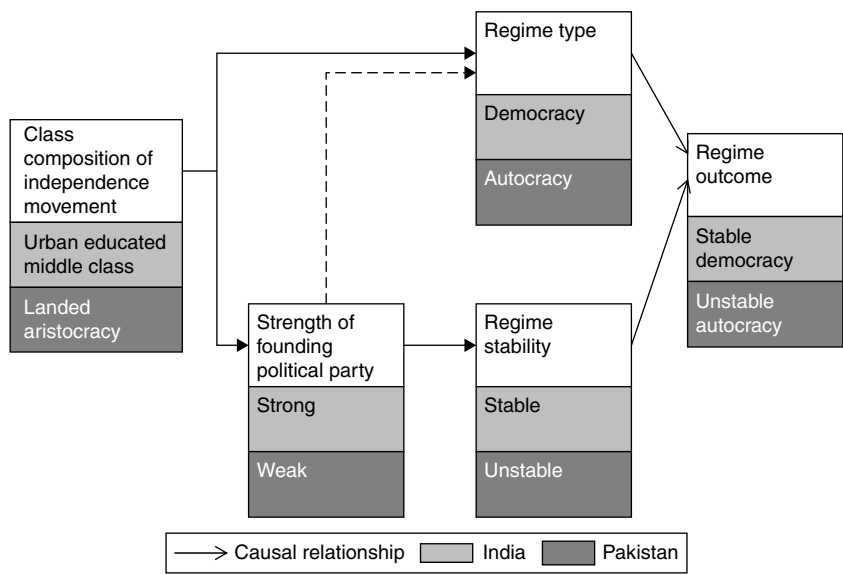 Class
composition of
independence
movement
Urban educated
middle class
Landed
aristocracy
Strength of
founding
political party
Strong
Weak
Regime type
Democracy
Autocracy
Regime
stability
Stable
Unstable
Regime
outcome
Stable
democracy
Unstable
autocracy
Causal relationship India Pakistan